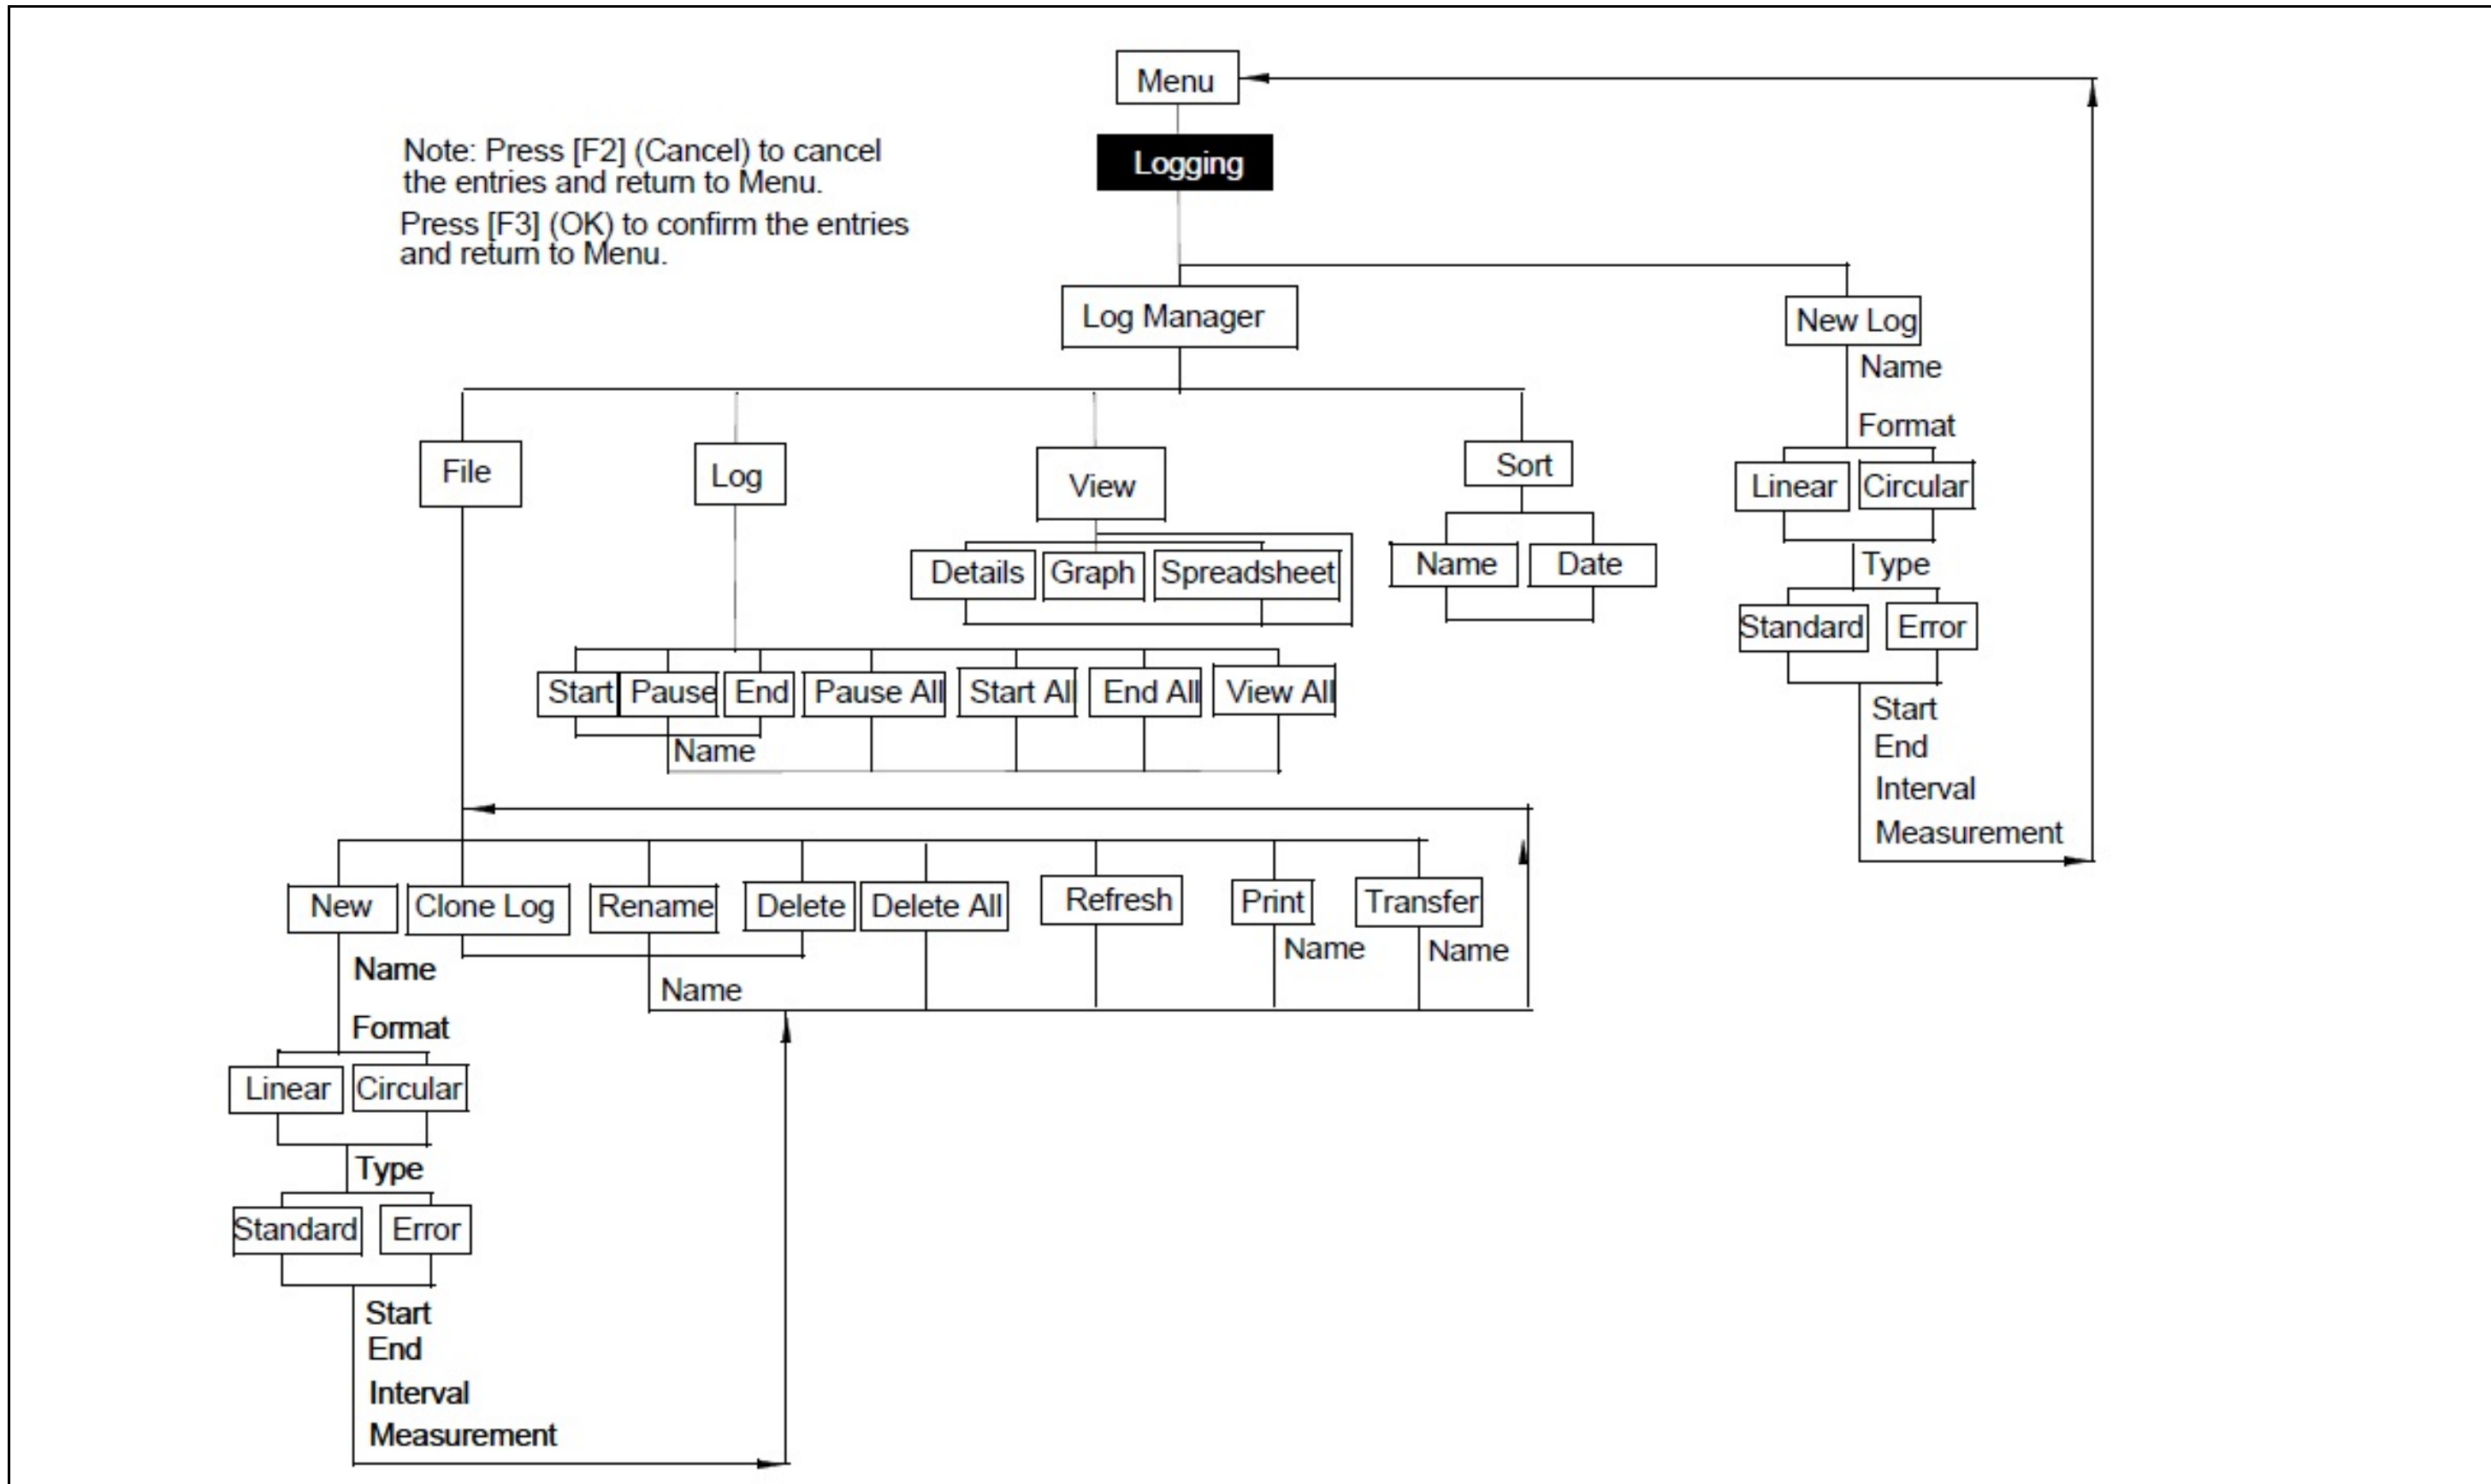 Menu
Note: Press [F2] (Cancel) to cancel
the entries and return to Menu.
Press [F3] (OK) to confirm the entries
and return to Menu.
Logging
Log Manager
New Log
Name
Format
Linear
Circular
Type
Standard
Error
Start
End
Interval
Measurement
File
Log
View
Sort
Details
Graph
Spreadsheet
Name
Date
Start
Pause
End
Pause All
Start All
End All
View All
Name
New
Clone Log
Rename
Delete
Delete All
Refresh
Print
Transfer
Name
Name
Name
Name
Format
Linear
Circular
Type
Standard
Error
Start
End
Interval
Measurement